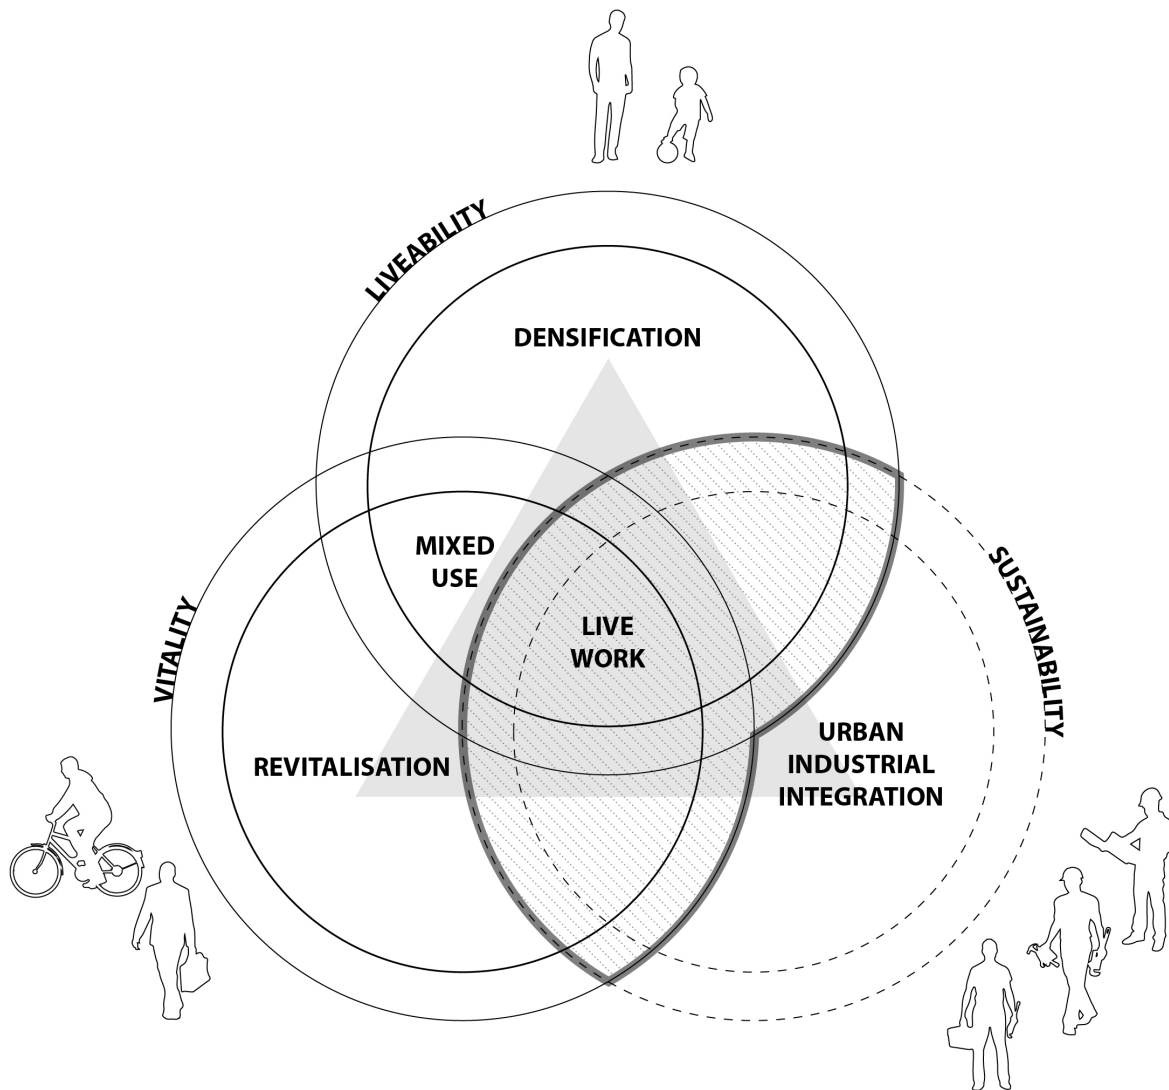 LIVEABILITY
DENSIFICATION
MIXED
USE
LIVE
WORK
SUSTAINABILITY
VITALITY
REVITALISATION
URBAN
INDUSTRIAL
INTEGRATION